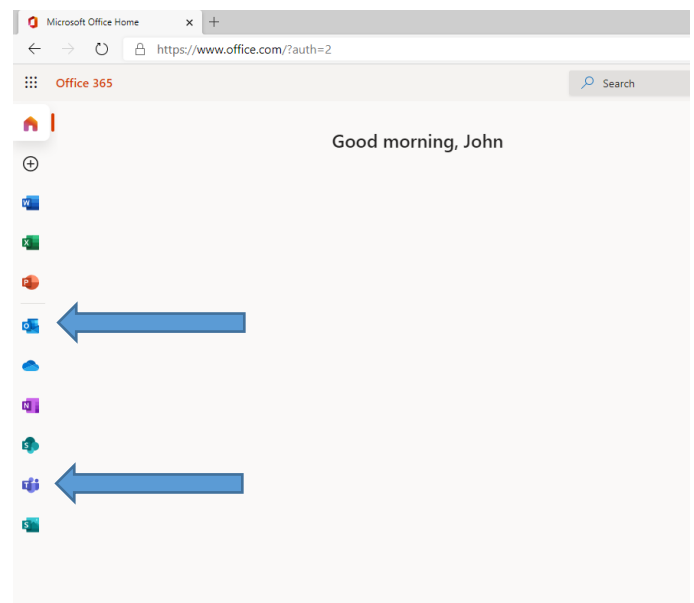 Microsoft Office Home
https://www.office.com/?auth=2
Office 365
Search
Good morning, John
W
X
P
O
N
S
T
S